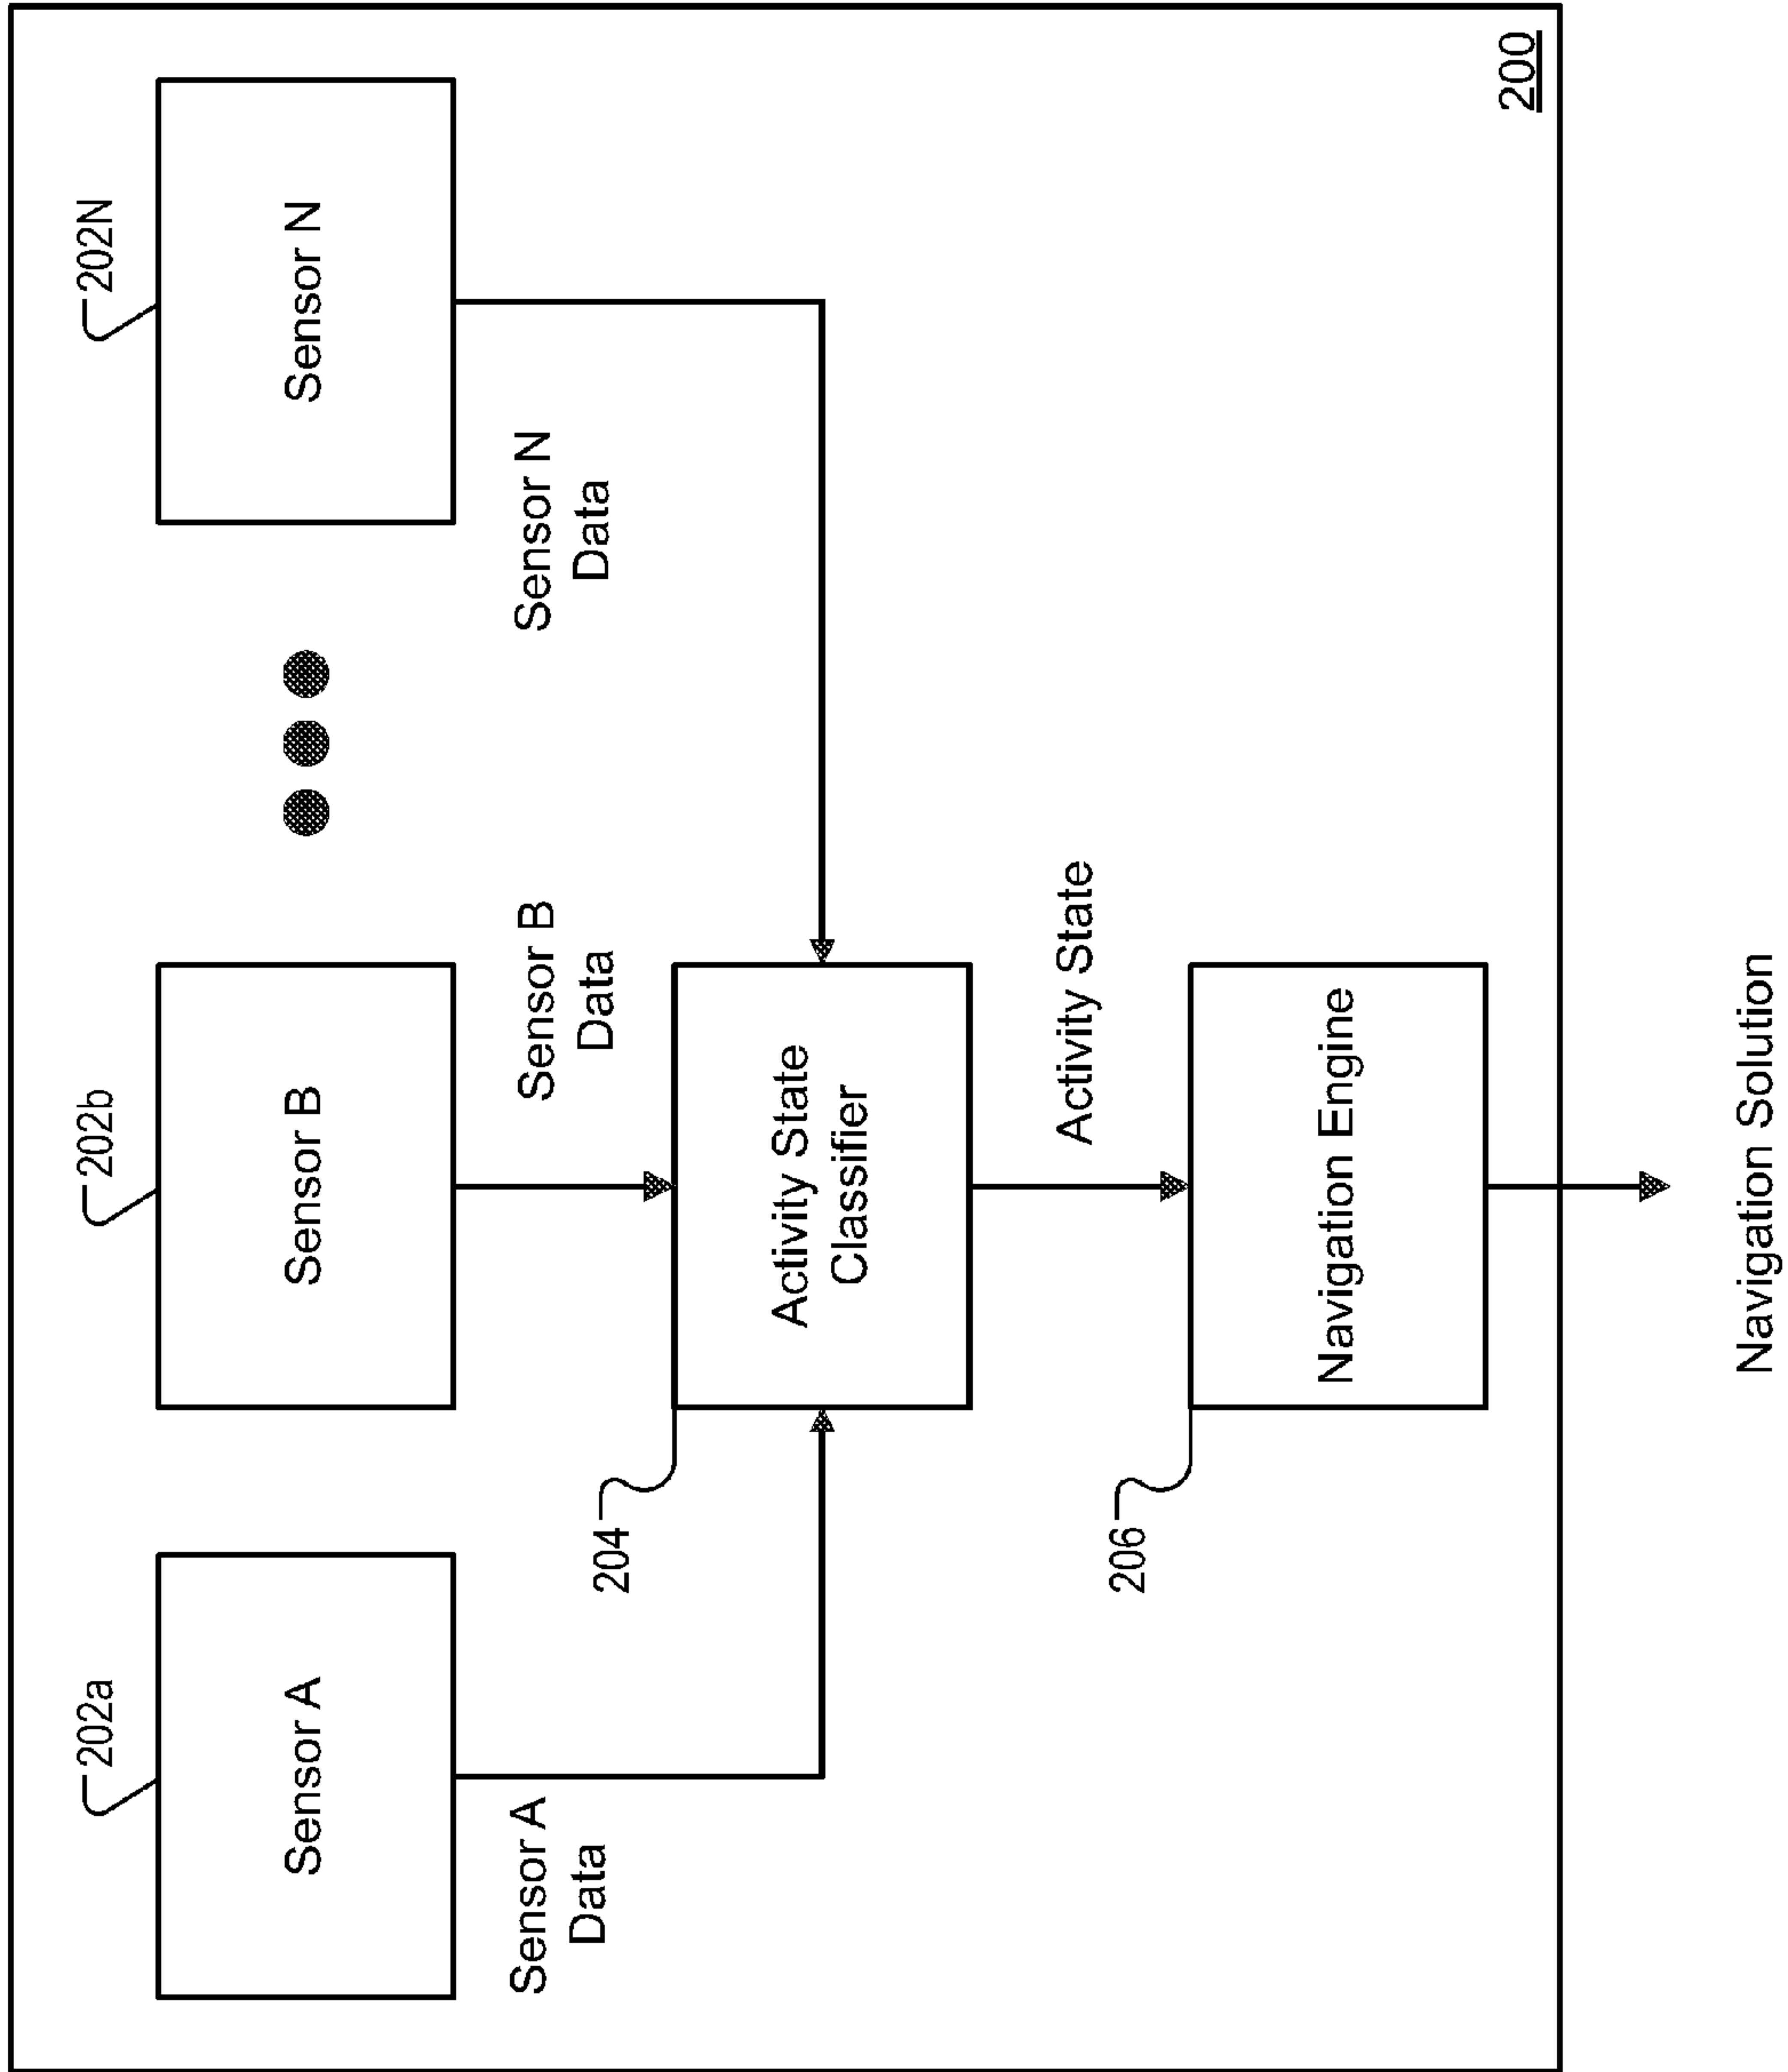 202a
202b
202N
Sensor A
Sensor B
Sensor N
Sensor A
Data
Sensor B
Data
Sensor N
Data
204
Activity State
Classifier
Activity State
206
Navigation Engine
200
Navigation Solution